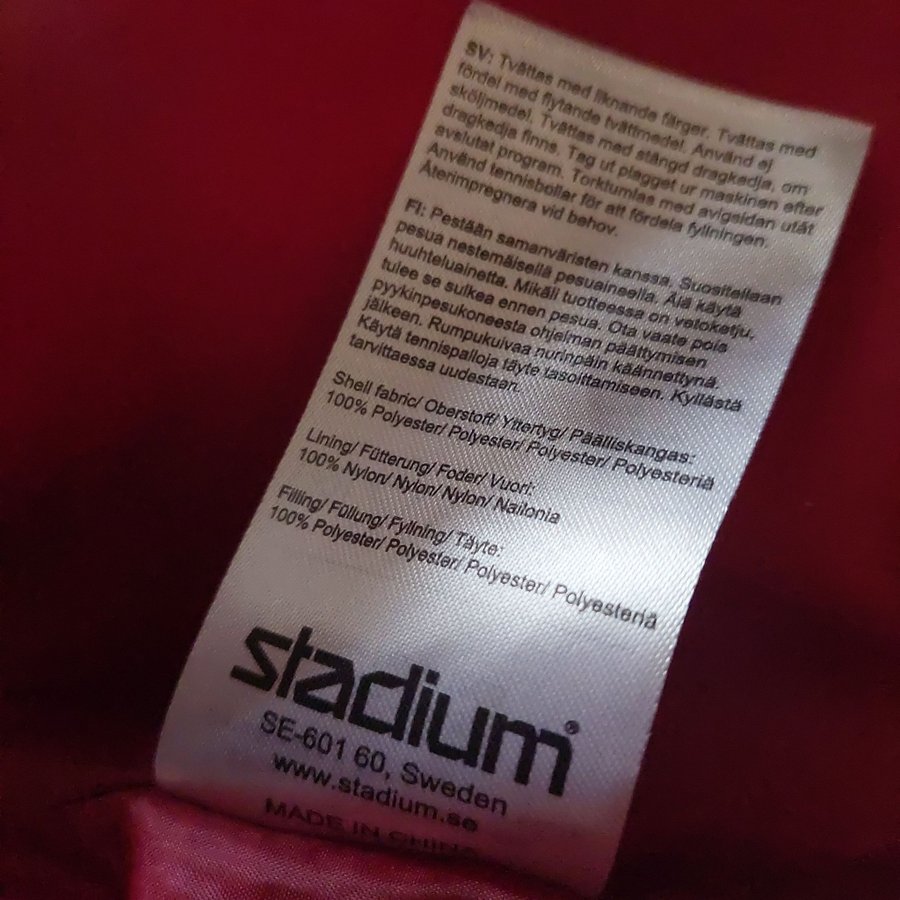 SV: Tvättas med liknande färger. Tvättas med
fördel med flytande tvättmedel. Använd ej
sköljmedel. Tvättas med stängd dragkedja, om
dragkedja finns. Tag ut plagget ur maskinen efter
avslutat program. Torktumlas med avigsidan utåt
Använd tennisbollar för att fördela fyllningen.
Återimpregnera vid behov.
FI: Pestään samanväristen kanssa. Suositellaan
pesua nestemäisellä pesuaineella. Älä käytä
huuhteluainetta. Mikäli tuotteessa on vetoketju,
tulee se sulkea ennen pesua. Ota vaate pois
pyykinpesukoneesta ohjelman päättymisen
jälkeen. Rumpukuivaa nurinpäin käännettynä.
Käytä tennispalloja täyte tasoittamiseen. Kyllästä
tarvittaessa uudestaan.
Shell fabric/ Oberstoff/ Yttertyg/ Päälliskangas:
100% Polyester/ Polyester/ Polyester/ Polyesteriä
Lining/ Fütterung/ Foder/ Vuori:
100% Nylon/ Nylon/ Nylon/ Nailonia
Filling/ Füllung/ Fyllning/ Täyte:
100% Polyester/ Polyester/ Polyester/ Polyesteriä
stadium®
SE-601 60, Sweden
www.stadium.se
MADE IN CHINA